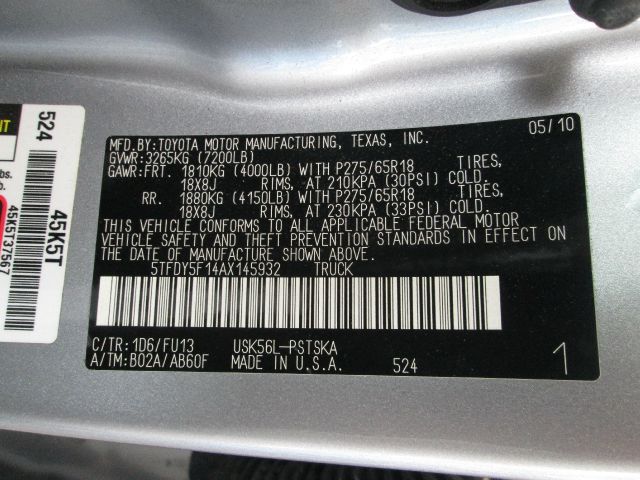 MFD.BY:TOYOTA MOTOR MANUFACTURING, TEXAS, INC. 05/10
GVWR:3265KG (7200LB)
GAWR:FRT. 1810KG (4000LB) WITH P275/65R18 TIRES,
18X8J RIMS, AT 210KPA (30PSI) COLD.
RR. 1880KG (4150LB) WITH P275/65R18 TIRES,
18X8J RIMS, AT 230KPA (33PSI) COLD.
THIS VEHICLE CONFORMS TO ALL APPLICABLE FEDERAL MOTOR
VEHICLE SAFETY AND THEFT PREVENTION STANDARDS IN EFFECT ON
THE DATE OF MANUFACTURE SHOWN ABOVE.
5TFDY5F14AX145932 TRUCK
C/TR:1D6/FU13 USK56L-PSTSKA
A/TM:B02A/AB60F MADE IN U.S.A. 524 1
524
45K5T
45K5T37567